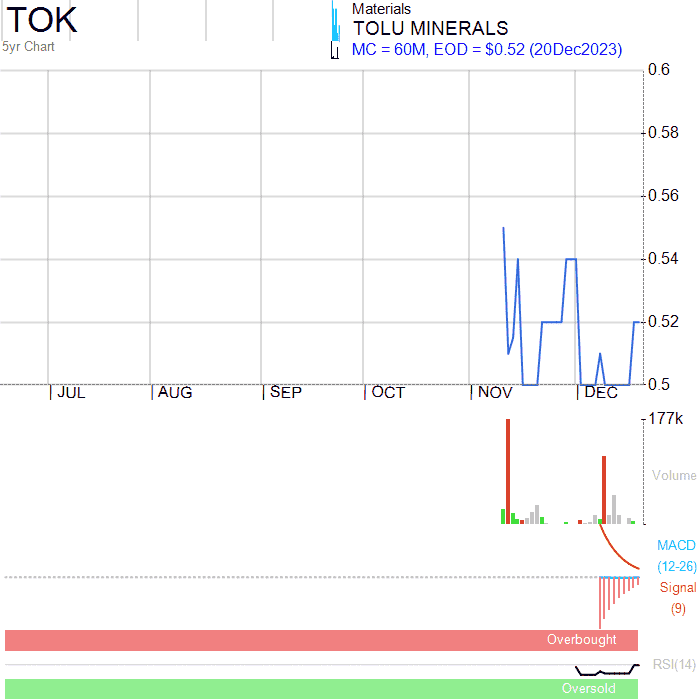 TOK
5yr Chart
Materials
TOLU MINERALS
MC = 60M, EOD = $0.52 (20Dec2023)
0.6
0.58
0.56
0.54
0.52
0.5
JUL AUG SEP OCT NOV DEC
177k
Volume
MACD
(12-26)
Signal
(9)
Overbought
RSI(14)
Oversold